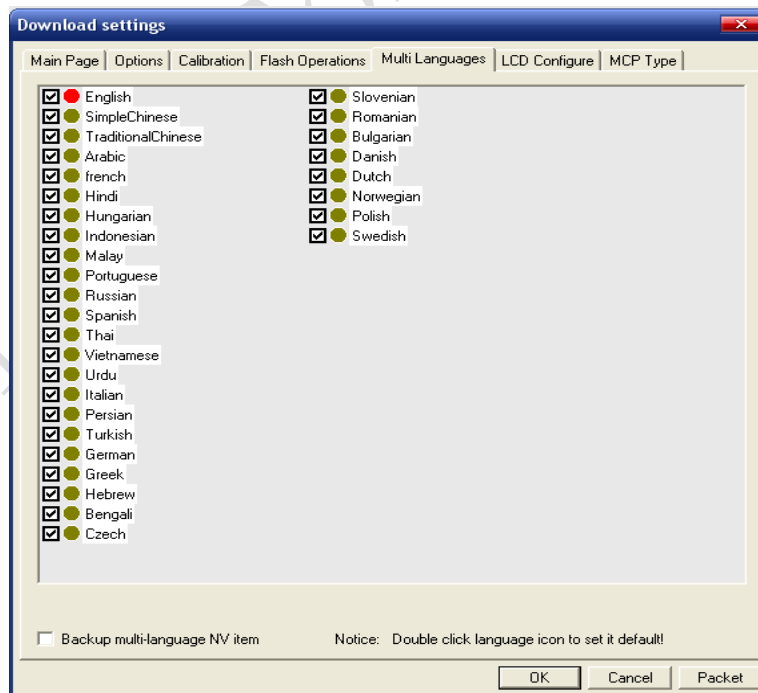 Download settings
Main Page Options Calibration Flash Operations Multi Languages LCD Configure MCP Type
English
SimpleChinese
TraditionalChinese
Arabic
french
Hindi
Hungarian
Indonesian
Malay
Portuguese
Russian
Spanish
Thai
Vietnamese
Urdu
Italian
Persian
Turkish
German
Greek
Hebrew
Bengali
Czech
Slovenian
Romanian
Bulgarian
Danish
Dutch
Norwegian
Polish
Swedish
Backup multi-language NV item Notice: Double click language icon to set it default!
OK Cancel Packet